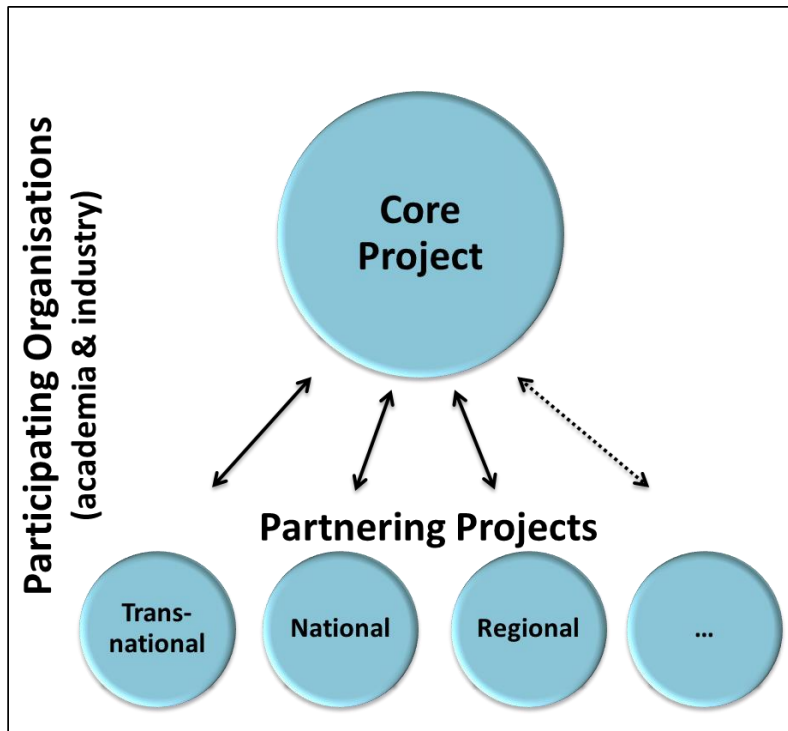 Participating Organisations
(academia & industry)
Core
Project
Partnering Projects
Trans-
national
National
Regional
...